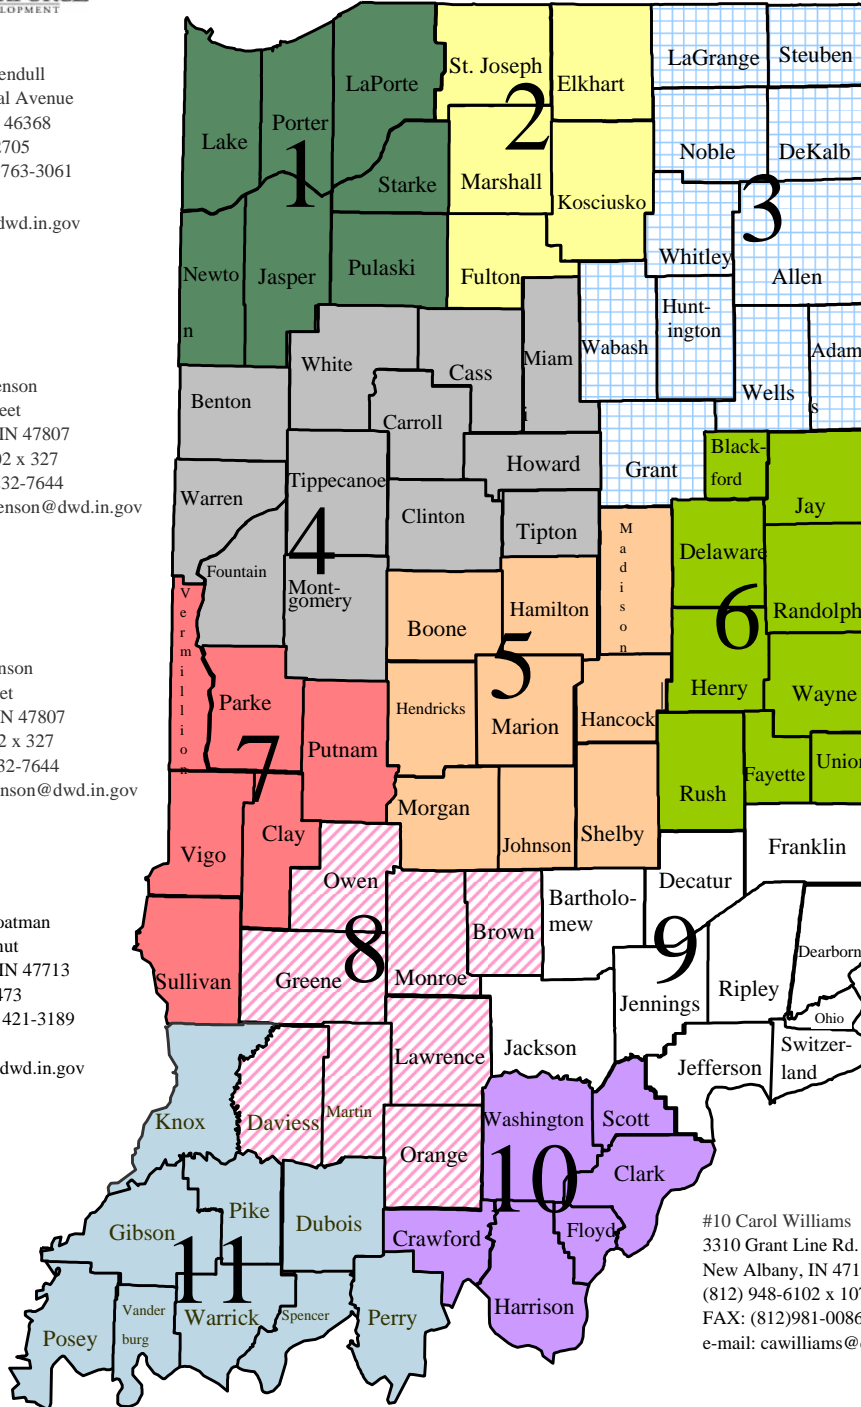 DEVELOPMENT
endull
al Avenue
46368
2705
763-3061
dwd.in.gov
enson
eet
IN 47807
02 x 327
32-7644
enson@dwd.in.gov
nson
et
N 47807
2 x 327
32-7644
nson@dwd.in.gov
oatman
nut
IN 47713
473
421-3189
dwd.in.gov
LaPorte
St. Joseph
Elkhart
LaGrange
Steuben
Lake
Porter
1
2
Starke
Marshall
Kosciusko
Noble
DeKalb
3
Newto
n
Jasper
Pulaski
Fulton
Whitley
Allen
White
Cass
Miam
i
Wabash
Hunt-
ington
Wells
Adam
s
Benton
Carroll
Howard
Grant
Black-
ford
Jay
Warren
Tippecanoe
4
Clinton
Tipton
Madison
Delaware
Randolph
Fountain
Mont-
gomery
Boone
Hamilton
5
6
Vermillion
Parke
Putnam
Hendricks
Marion
Hancock
Henry
Wayne
7
Morgan
Johnson
Shelby
Rush
Fayette
Union
Vigo
Clay
Owen
Bartholo-
mew
Decatur
Franklin
Sullivan
Greene
8
Monroe
Brown
9
Jennings
Ripley
Dearborn
Ohio
Switzer-
land
Jefferson
Jackson
Lawrence
Knox
Daviess
Martin
Orange
Washington
Scott
10
Clark
Gibson
Pike
Dubois
Crawford
Floyd
11
Harrison
Posey
Vander
burg
Warrick
Spencer
Perry
#10 Carol Williams
3310 Grant Line Rd.
New Albany, IN 471
(812) 948-6102 x 107
FAX: (812)981-0086
e-mail: cawilliams@